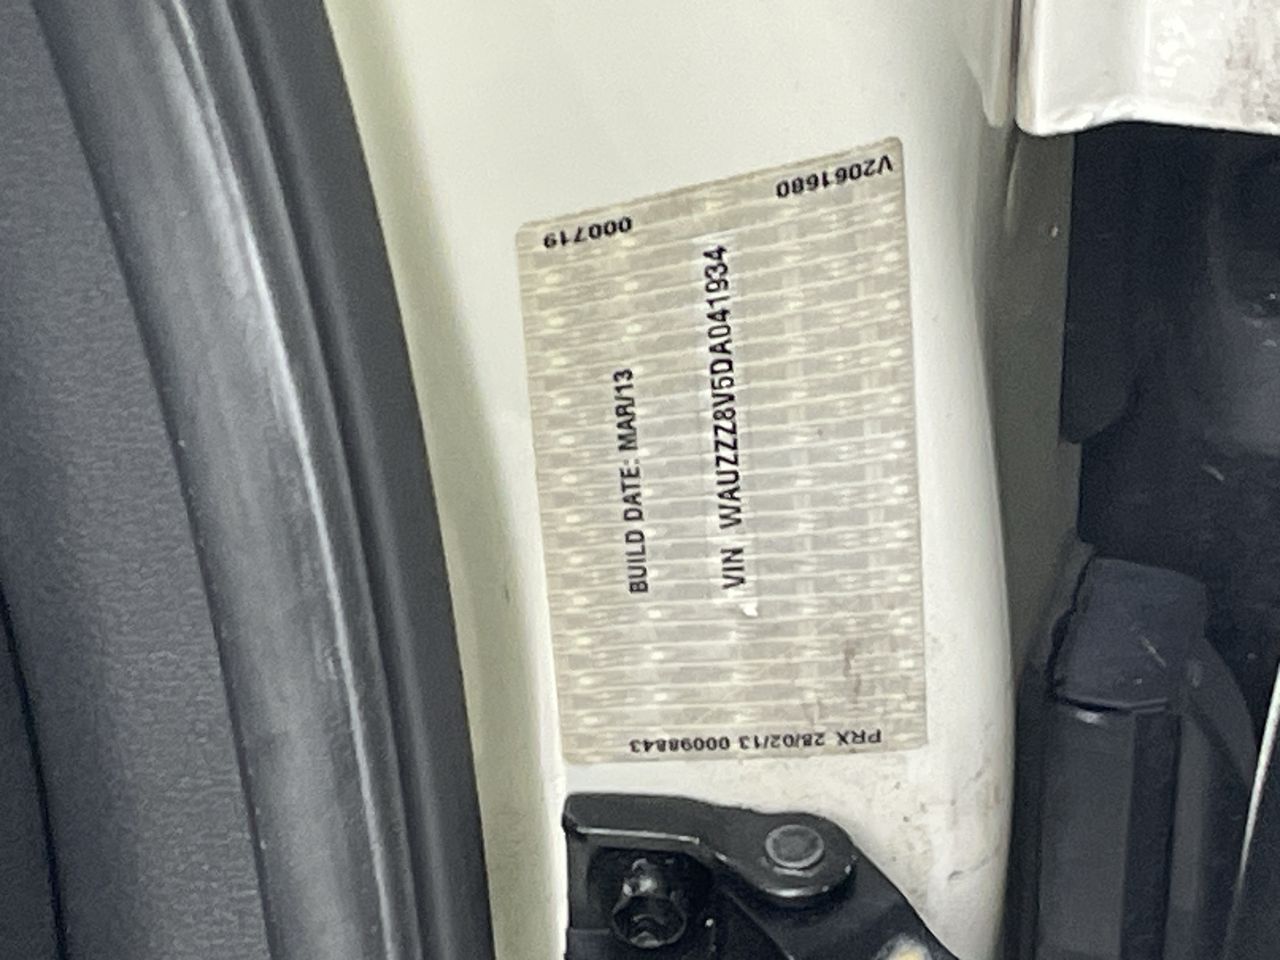 V2061680
000719
BUILD DATE: MAR/13
VIN WAUZZZ8V5DA041934
PRX 28/02/13 00098843